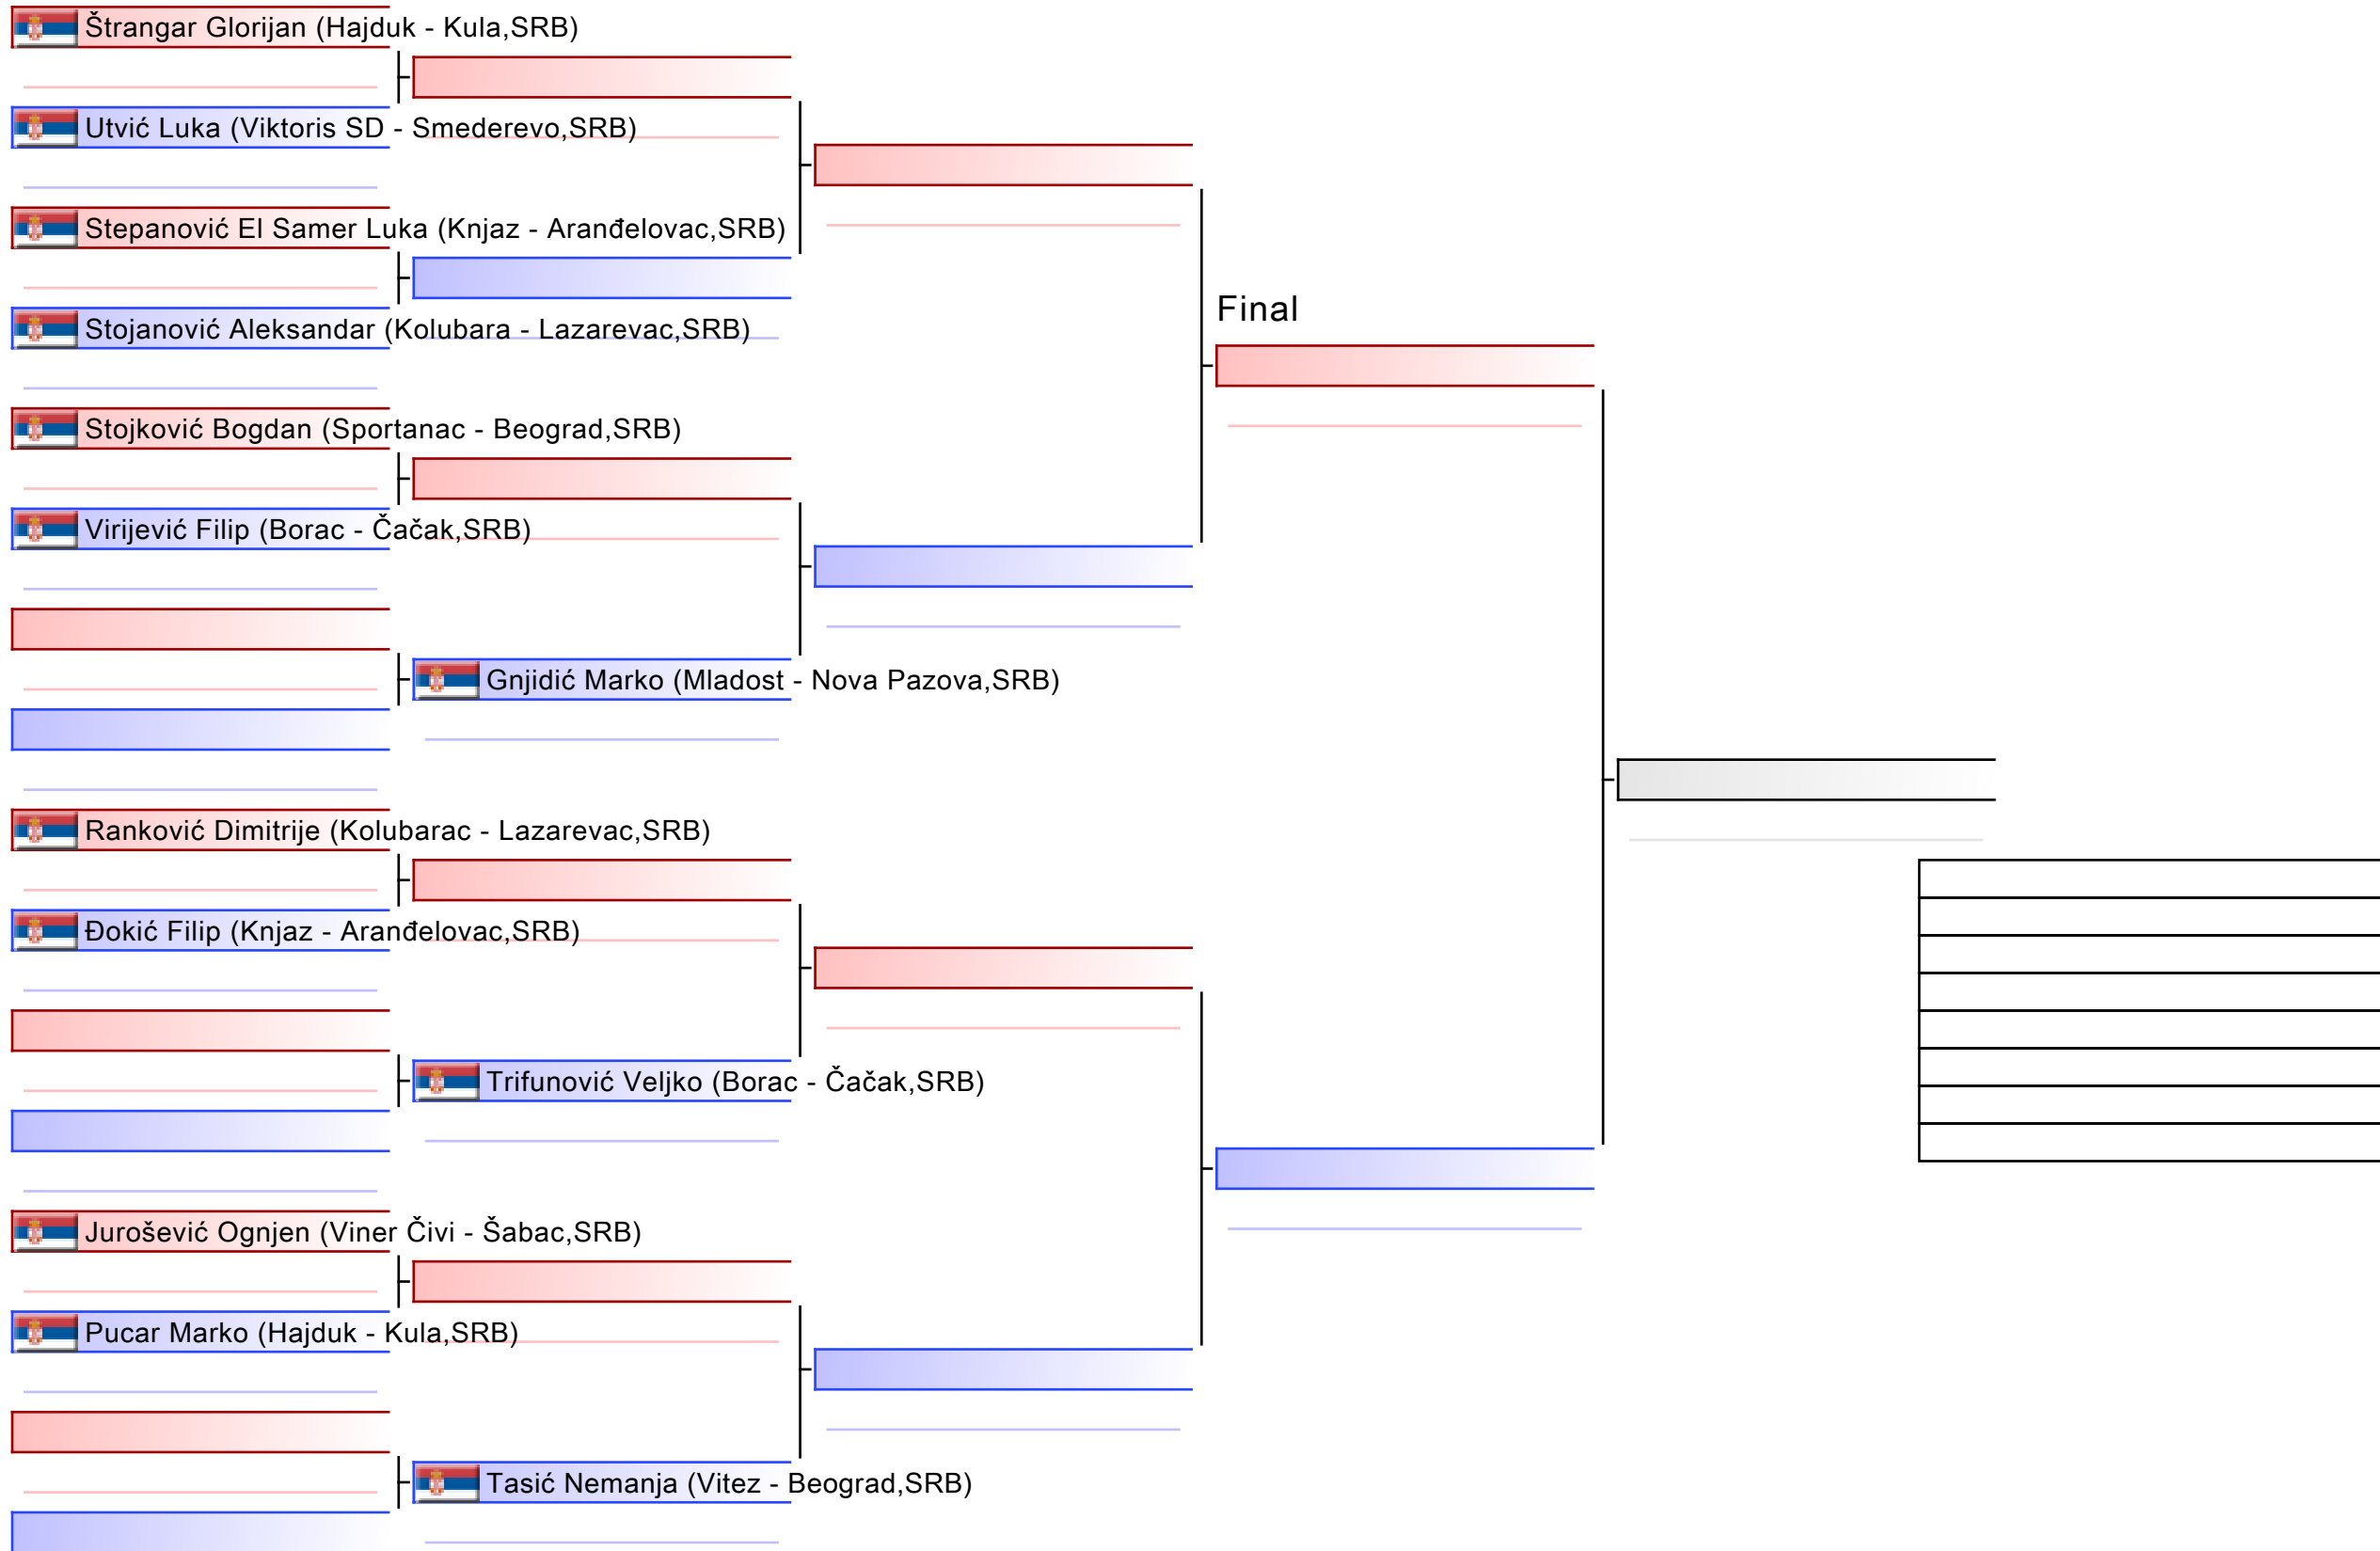 Štrangar Glorijan (Hajduk - Kula,SRB)
Utvić Luka (Viktoris SD - Smederevo,SRB)
Stepanović El Samer Luka (Knjaz - Aranđelovac,SRB)
Final
Stojanović Aleksandar (Kolubara - Lazarevac,SRB)
Stojković Bogdan (Sportanac - Beograd,SRB)
Virijević Filip (Borac - Čačak,SRB)
Gnjidić Marko (Mladost - Nova Pazova,SRB)
Ranković Dimitrije (Kolubarac - Lazarevac,SRB)
Đokić Filip (Knjaz - Aranđelovac,SRB)
Trifunović Veljko (Borac - Čačak,SRB)
Jurošević Ognjen (Viner Čivi - Šabac,SRB)
Pucar Marko (Hajduk - Kula,SRB)
Tasić Nemanja (Vitez - Beograd,SRB)